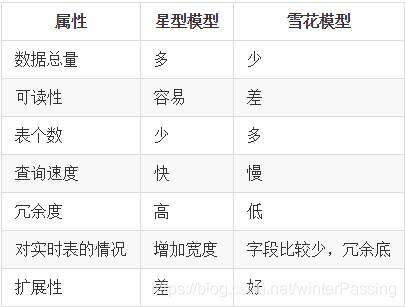 属性 星型模型 雪花模型
数据总量 多 少
可读性 容易 差
表个数 少 多
查询速度 快 慢
冗余度 高 低
对实时表的情况 增加宽度 字段比较少，冗余底
扩展性 差 好
https://blog.csdn.net/winterPassing